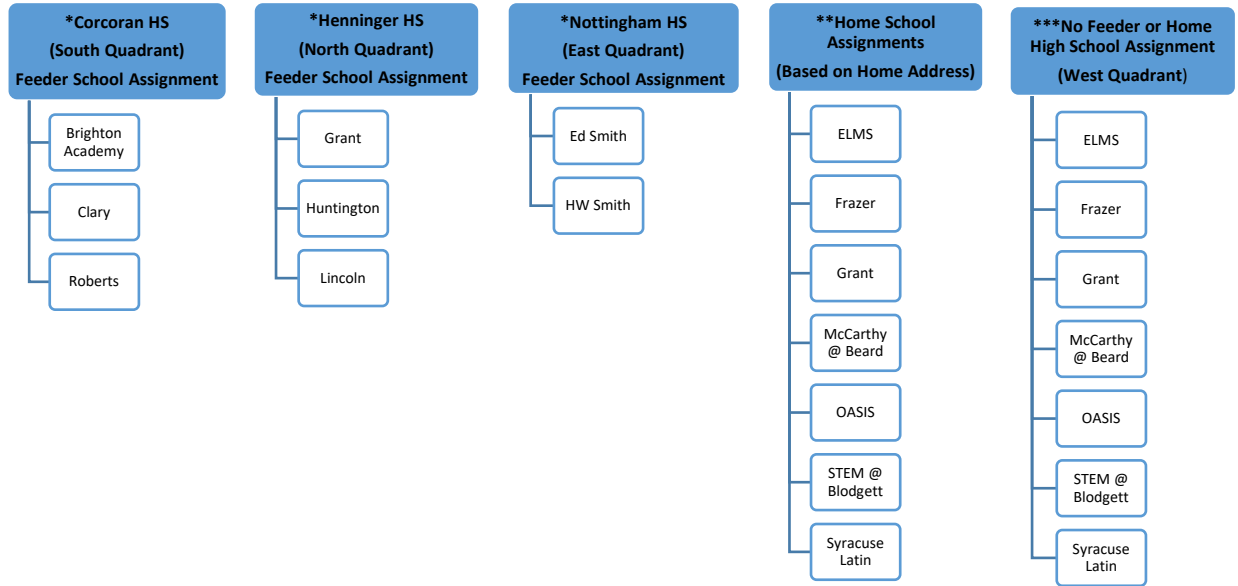 *Corcoran HS
(South Quadrant)
Feeder School Assignment
Brighton
Academy
Clary
Roberts
*Henninger HS
(North Quadrant)
Feeder School Assignment
Grant
Huntington
Lincoln
*Nottingham HS
(East Quadrant)
Feeder School Assignment
Ed Smith
HW Smith
**Home School
Assignments
(Based on Home Address)
ELMS
Frazer
Grant
McCarthy
@ Beard
OASIS
STEM @
Blodgett
Syracuse
Latin
***No Feeder or Home
High School Assignment
(West Quadrant)
ELMS
Frazer
Grant
McCarthy
@ Beard
OASIS
STEM @
Blodgett
Syracuse
Latin